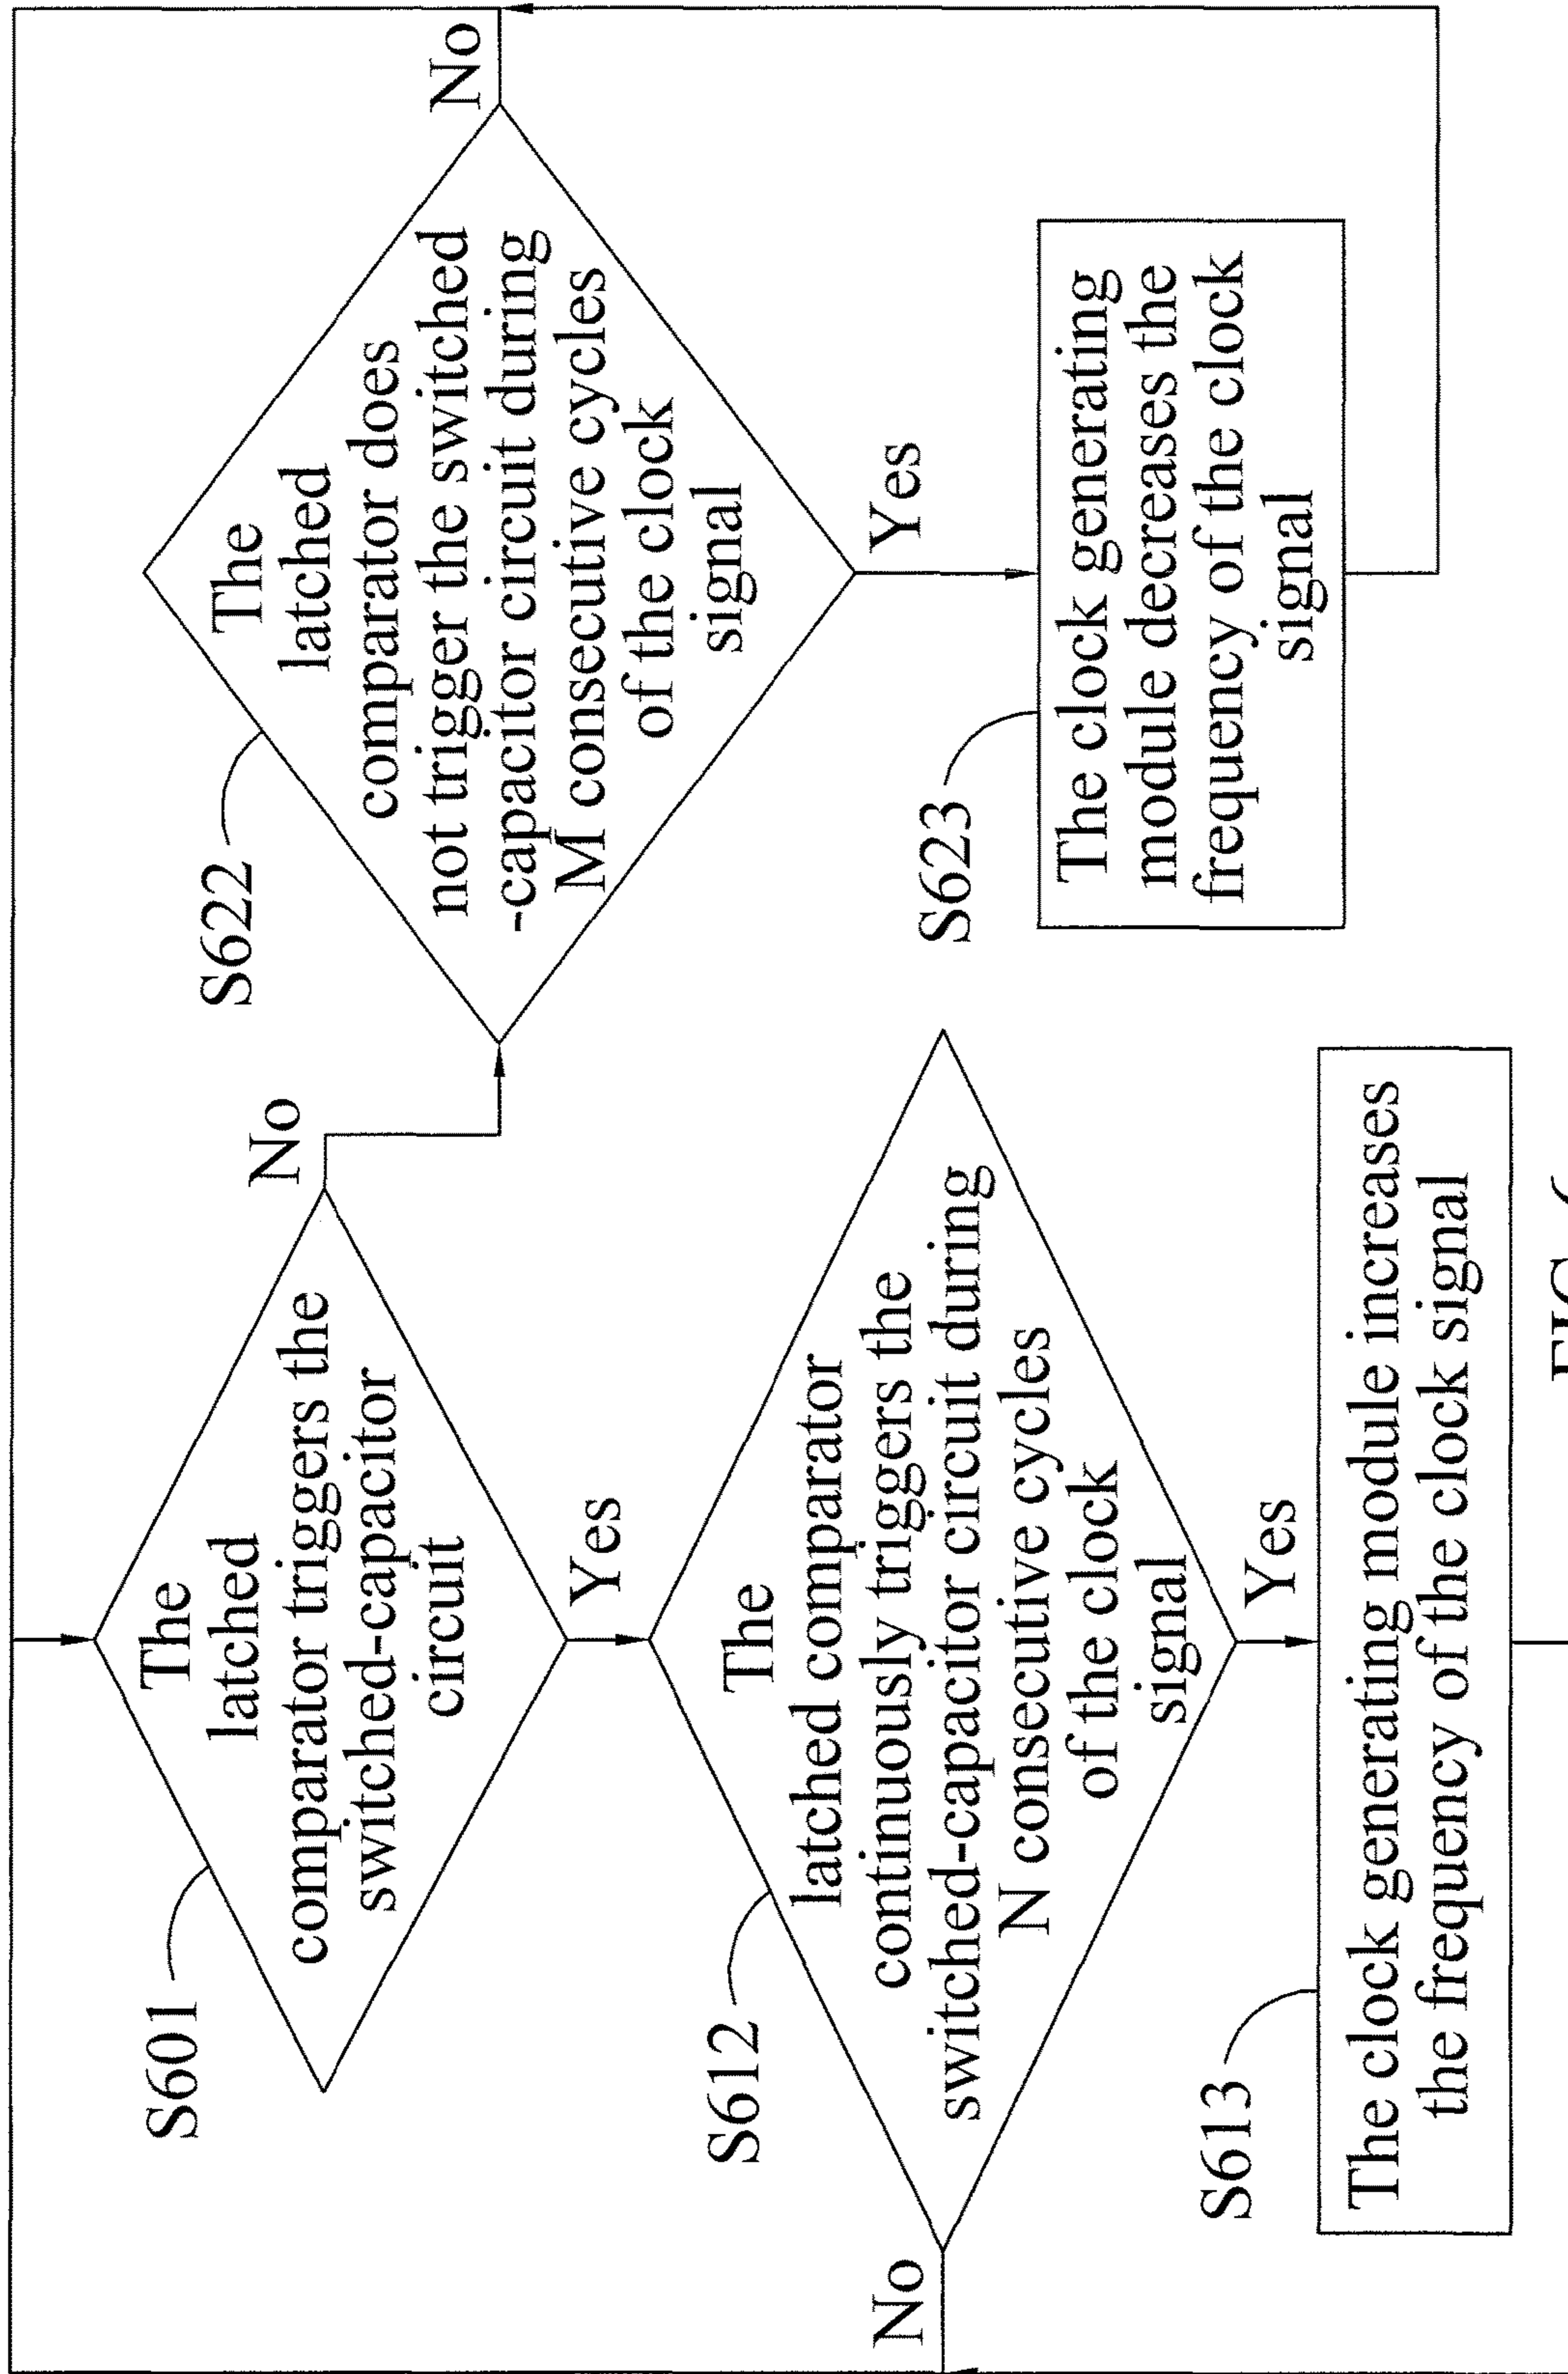 S601
The
latched
comparator triggers the
switched-capacitor
circuit
No
Yes
S612
The
latched comparator
continuously triggers the
switched-capacitor circuit during
N consecutive cycles
of the clock
signal
No
Yes
S613
The clock generating module increases
the frequency of the clock signal
S622
The
latched
comparator does
not trigger the switched
-capacitor circuit during
M consecutive cycles
of the clock
signal
No
Yes
S623
The clock generating
module decreases the
frequency of the clock
signal